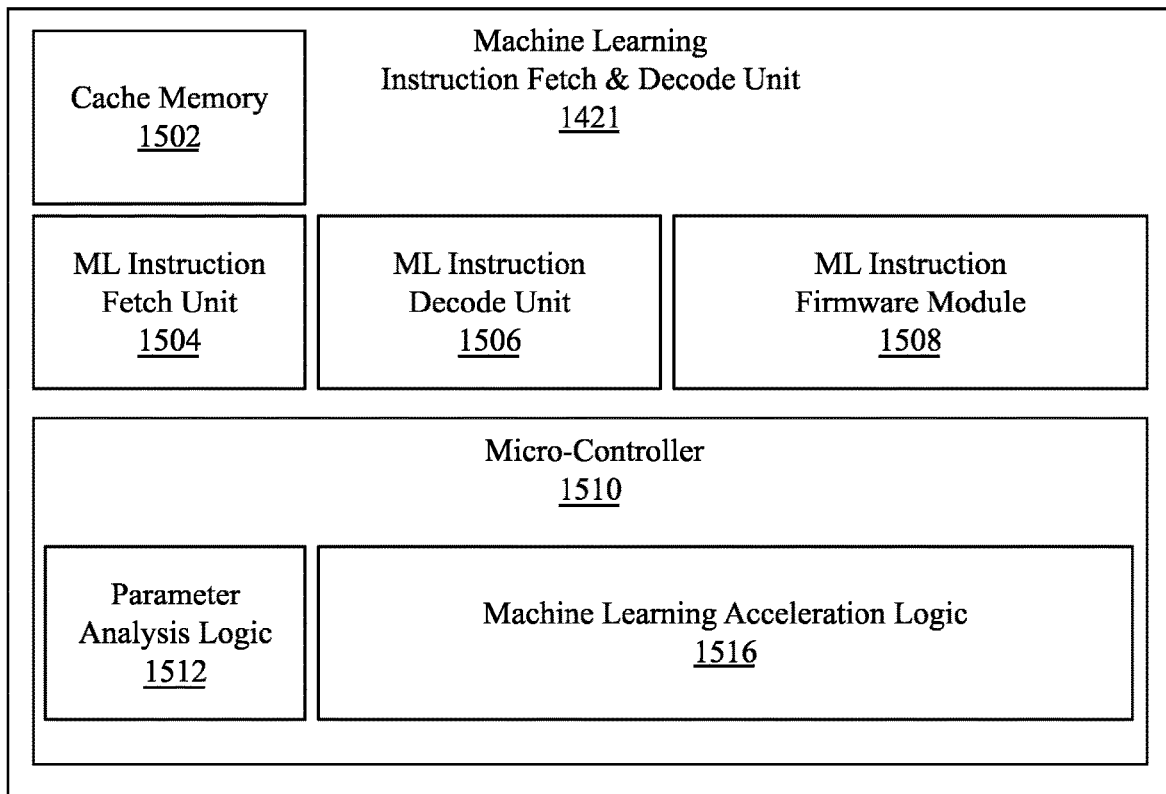 Machine Learning
Instruction Fetch & Decode Unit
1421
Cache Memory
1502
ML Instruction
Fetch Unit
1504
ML Instruction
Decode Unit
1506
ML Instruction
Firmware Module
1508
Micro-Controller
1510
Parameter
Analysis Logic
1512
Machine Learning Acceleration Logic
1516